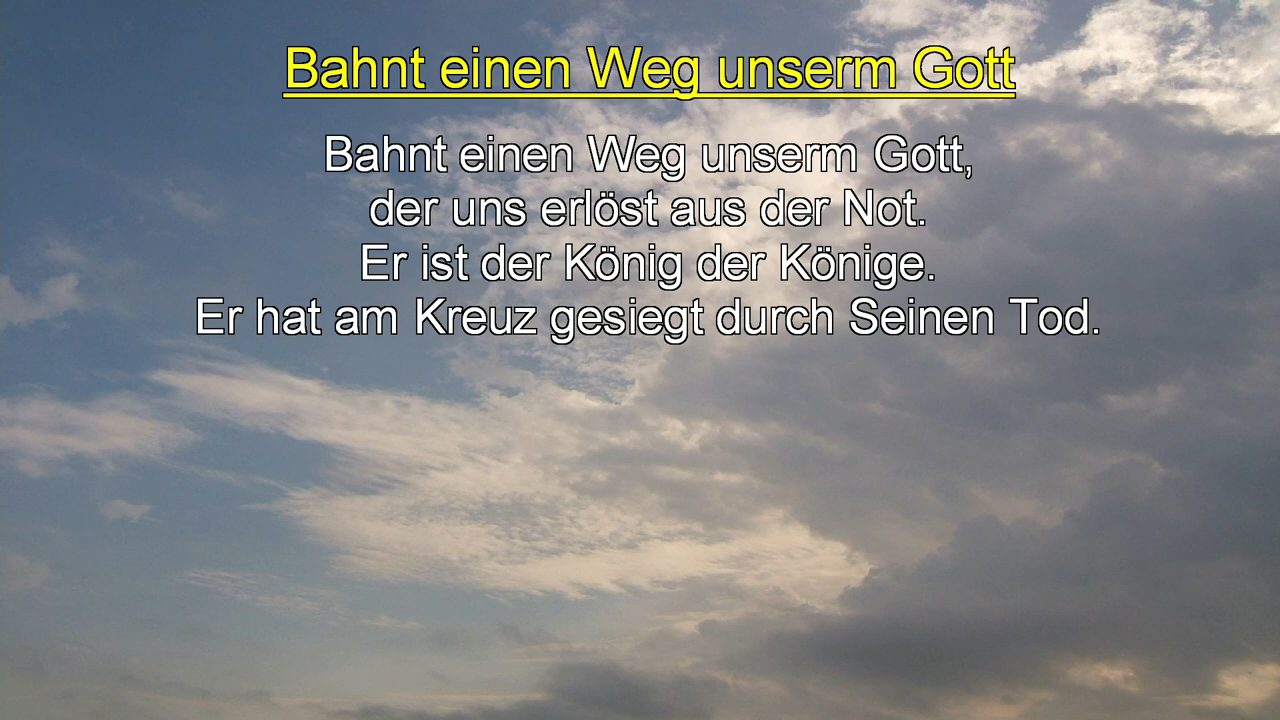 Bahnt einen Weg unserm Gott
Bahnt einen Weg unserm Gott,
der uns erlöst aus der Not.
Er ist der König der Könige.
Er hat am Kreuz gesiegt durch Seinen Tod.